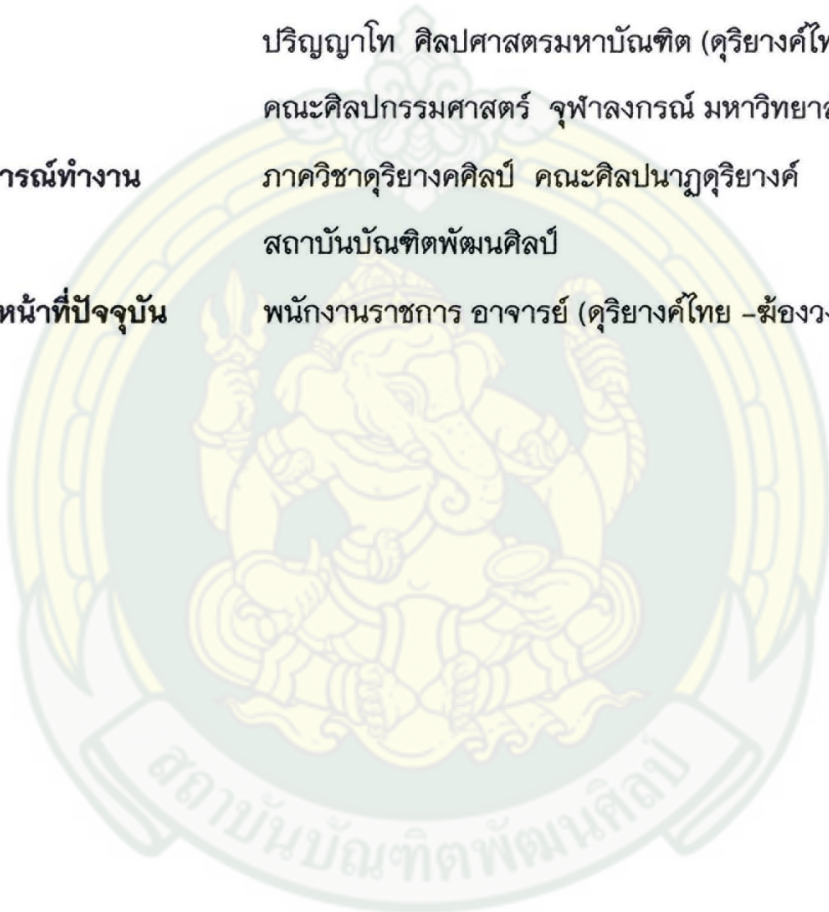 ปริญญาโท ศิลปศาสตรมหาบัณฑิต (ดุริยางค์ไท
คณะศิลปกรรมศาสตร์ จุฬาลงกรณ์ มหาวิทยาล
ารณ์ทำงาน ภาควิชาดุริยางคศิลป์ คณะศิลปนาฏดุริยางค์
สถาบันบัณฑิตพัฒนศิลป์
หน้าที่ปัจจุบัน พนักงานราชการ อาจารย์ (ดุริยางค์ไทย –ฆ้องวง
สถาบันบัณฑิตพัฒนศิลป์